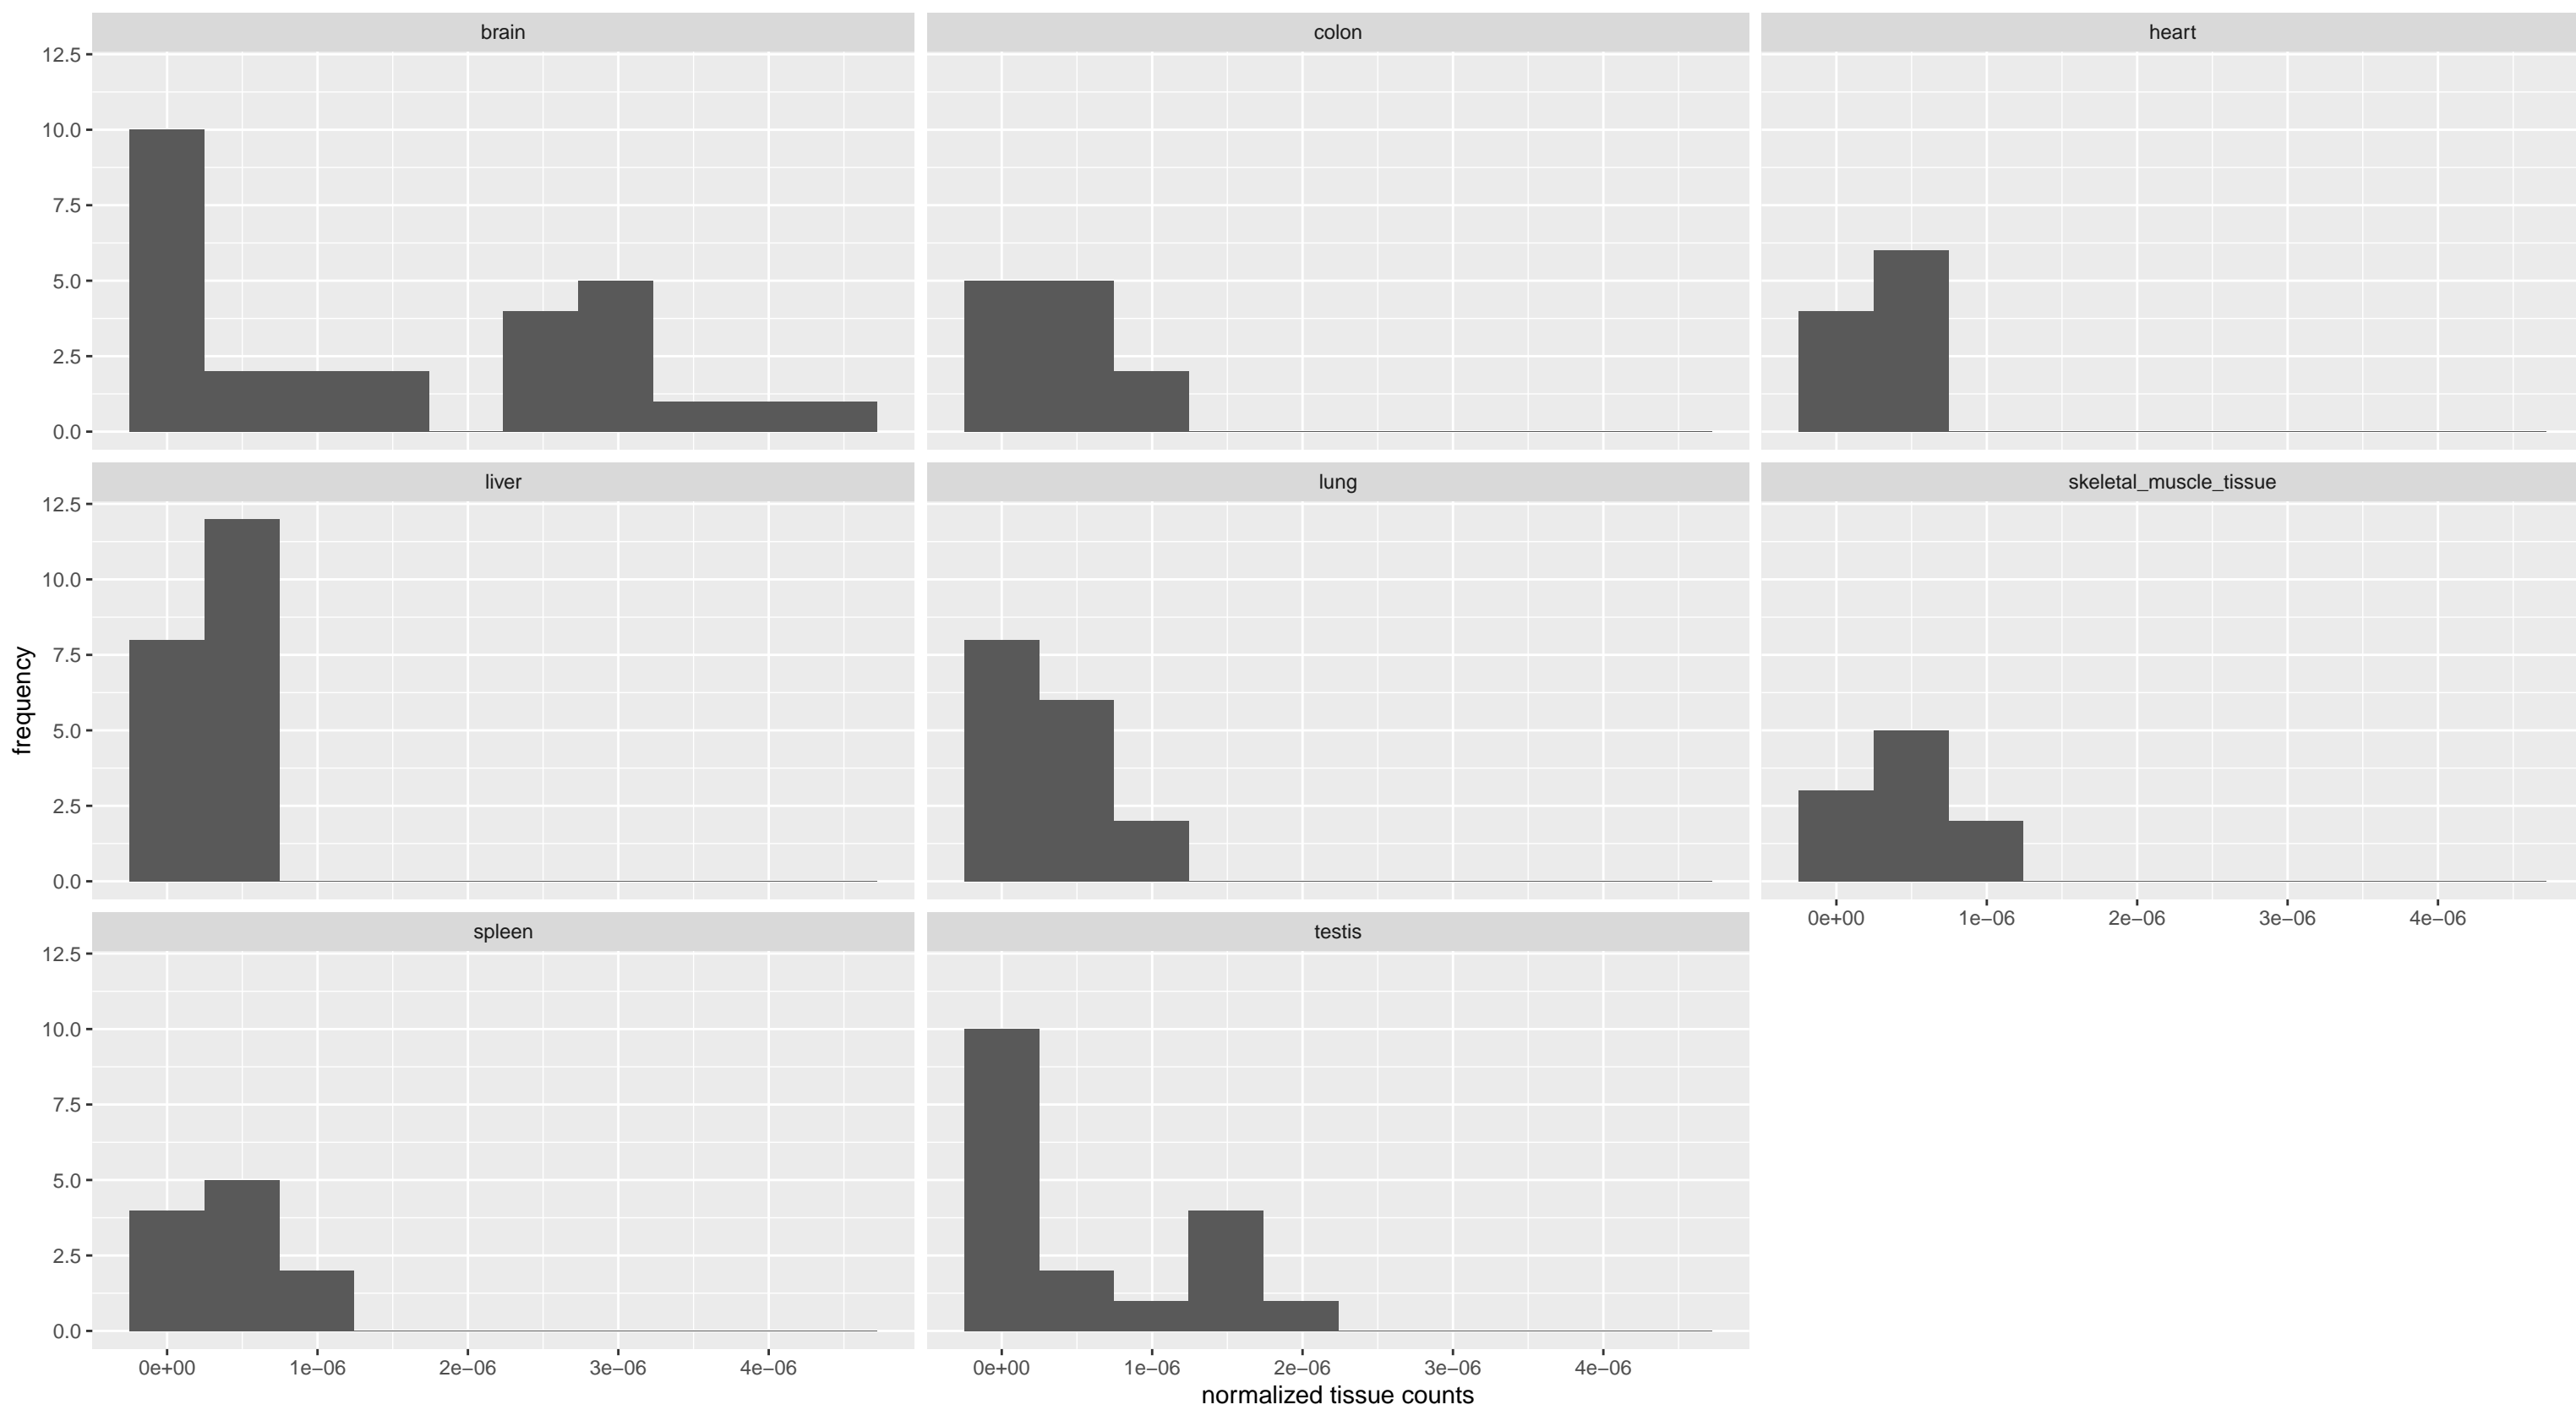 brain
colon
heart
12.5
10.0
7.5
5.0
2.5
0.0
liver
lung
skeletal_muscle_tissue
12.5
10.0
7.5
5.0
2.5
0.0
frequency
0e+00 1e−06 2e−06 3e−06 4e−06
spleen
testis
12.5
10.0
7.5
5.0
2.5
0.0
0e+00 1e−06 2e−06 3e−06 4e−06
0e+00 1e−06 2e−06 3e−06 4e−06
normalized tissue counts